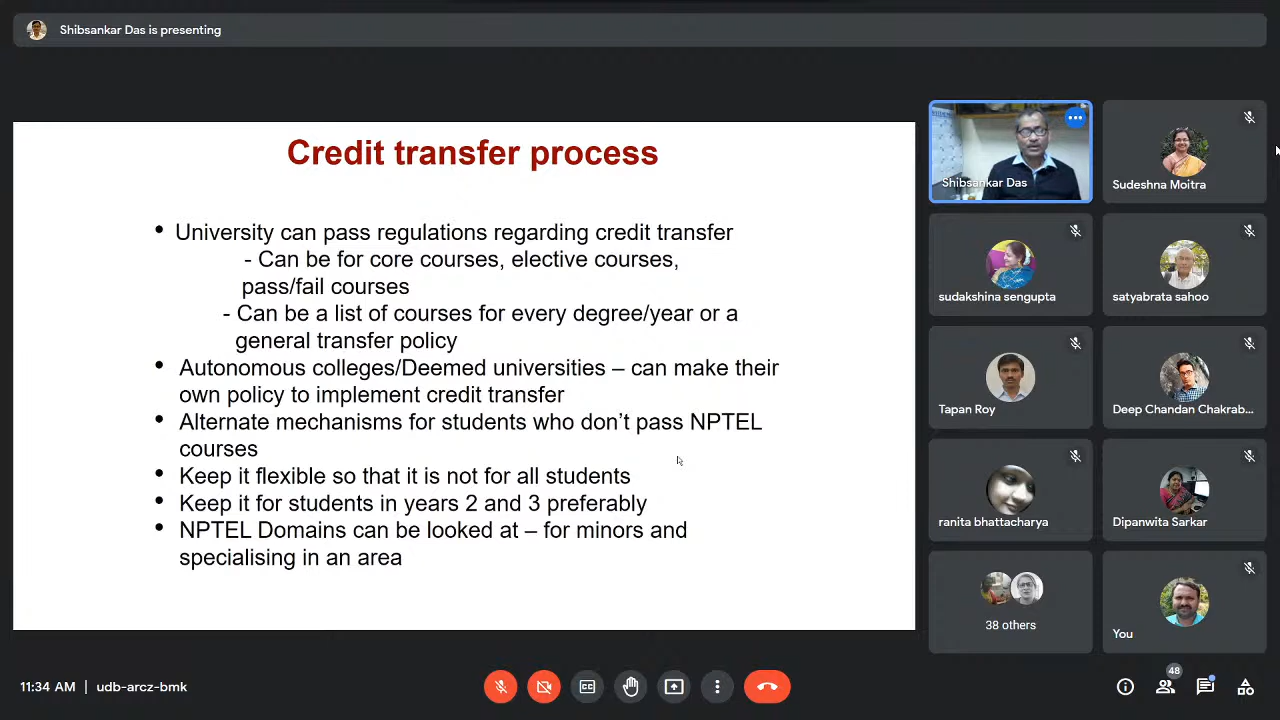 Shibsankar Das is presenting
Credit transfer process
• University can pass regulations regarding credit transfer
- Can be for core courses, elective courses,
pass/fail courses
- Can be a list of courses for every degree/year or a
general transfer policy
• Autonomous colleges/Deemed universities – can make their
own policy to implement credit transfer
• Alternate mechanisms for students who don’t pass NPTEL
courses
• Keep it flexible so that it is not for all students
• Keep it for students in years 2 and 3 preferably
• NPTEL Domains can be looked at – for minors and
specialising in an area
Shibsankar Das
Sudeshna Moitra
sudakshina sengupta
satyabrata sahoo
Tapan Roy
Deep Chandan Chakrab...
ranita bhattacharya
Dipanwita Sarkar
38 others
You
11:34 AM | udb-arcz-bmk
CC
48